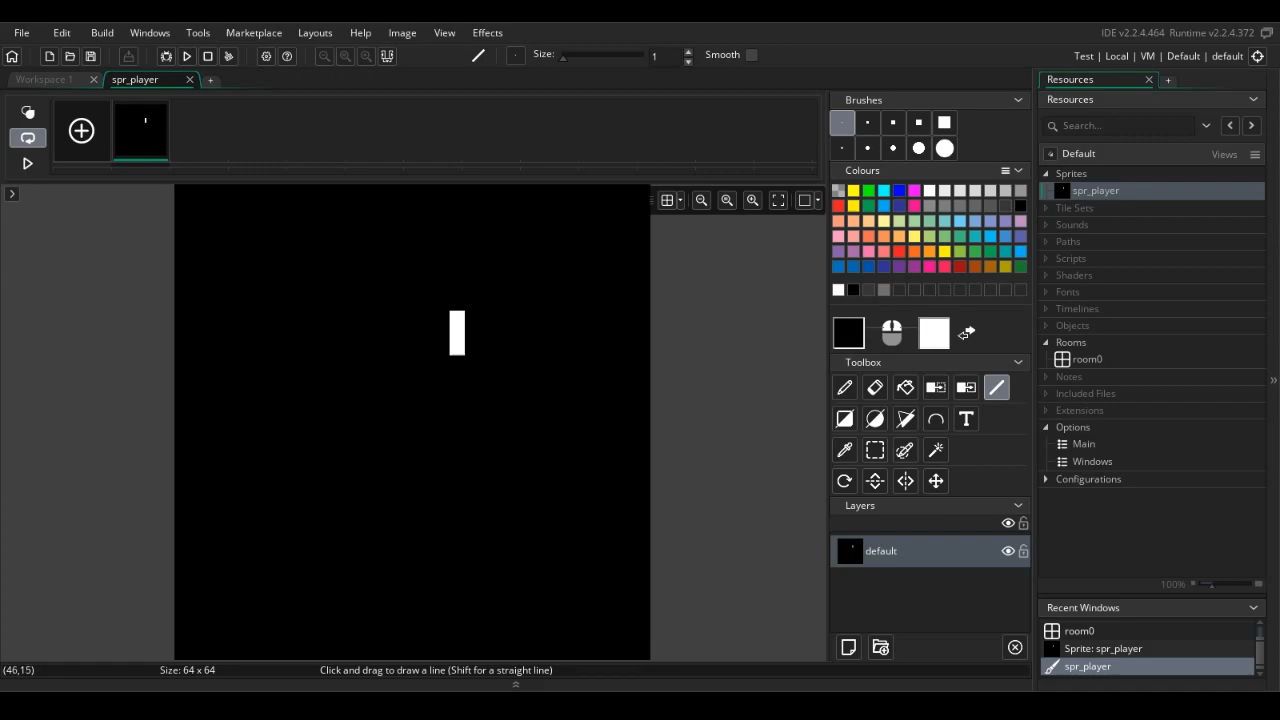 File Edit Build Windows Tools Marketplace Layouts Help Image View Effects IDE v2.2.4.464 Runtime v2.2.4.372
Size: 1 Smooth Test | Local | VM | Default | default
Workspace 1 spr_player Resources
Brushes Resources
Search...
Default Views
Colours Sprites
spr_player
Tile Sets
Sounds
Paths
Scripts
Shaders
Fonts
Timelines
Objects
Rooms
Toolbox room0
Notes
Included Files
Extensions
T
Options
Main
Windows
Configurations
Layers
default
100%
Recent Windows
room0
Sprite: spr_player
spr_player
(46,15) Size: 64 x 64 Click and drag to draw a line (Shift for a straight line)